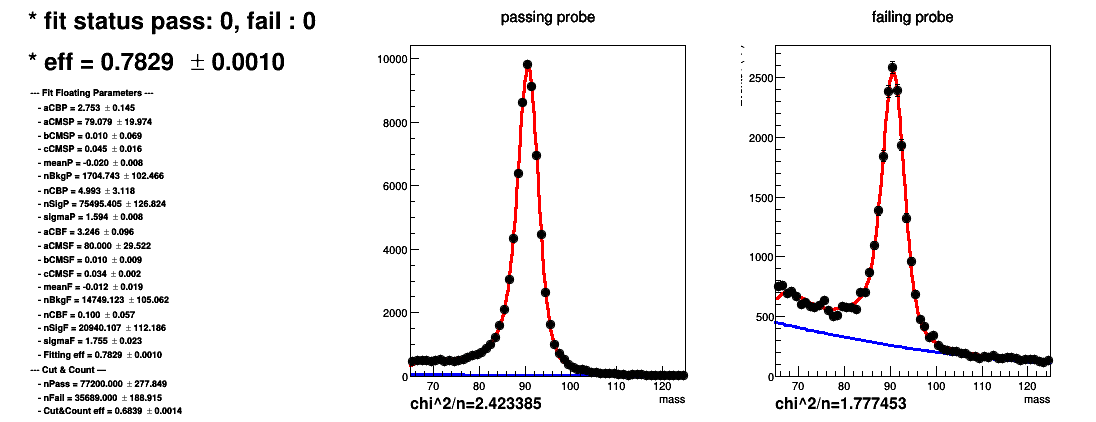 * fit status pass: 0, fail : 0
* eff = 0.7829 ± 0.0010
--- Fit Floating Parameters ---
- aCBP = 2.753 ± 0.145
- aCMSP = 79.079 ± 19.974
- bCMSP = 0.010 ± 0.069
- cCMSP = 0.045 ± 0.016
- meanP = -0.020 ± 0.008
- nBkgP = 1704.743 ± 102.466
- nCBP = 4.993 ± 3.118
- nSigP = 75495.405 ± 126.824
- sigmaP = 1.594 ± 0.008
- aCBF = 3.246 ± 0.096
- aCMSF = 80.000 ± 29.522
- bCMSF = 0.010 ± 0.009
- cCMSF = 0.034 ± 0.002
- meanF = -0.012 ± 0.019
- nBkgF = 14749.123 ± 105.062
- nCBF = 0.100 ± 0.057
- nSigF = 20940.107 ± 112.186
- sigmaF = 1.755 ± 0.023
- Fitting eff = 0.7829 ± 0.0010
--- Cut & Count ---
- nPass = 77200.000 ± 277.849
- nFail = 35689.000 ± 188.915
- Cut&Count eff = 0.6839 ± 0.0014
passing probe
10000
8000
6000
4000
2000
0
70 80 90 100 110 120
mass
chi^2/n=2.423385
failing probe
2500
2000
1500
1000
500
0
70 80 90 100 110 120
mass
chi^2/n=1.777453